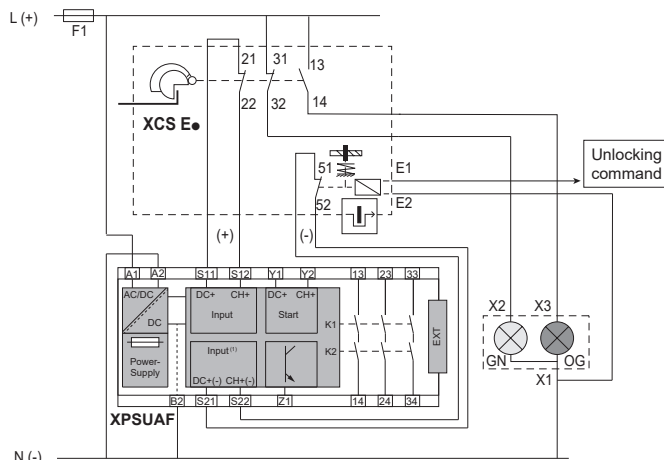 L (+)
F1
21
31
13
22
32
14
XCS E●
51
E1
Unlocking
command
52
E2
(+)
(-)
A1
A2
S11
S12
Y1
Y2
13
23
33
AC/DC
DC+
CH+
DC+
CH+
DC
Input
Start
K1
EXT
X2
X3
Input(1)
K2
Power-
Supply
GN
OG
DC+(-)
CH+(-)
X1
XPSUAF
B2
S21
S22
Z1
14
24
34
N (-)